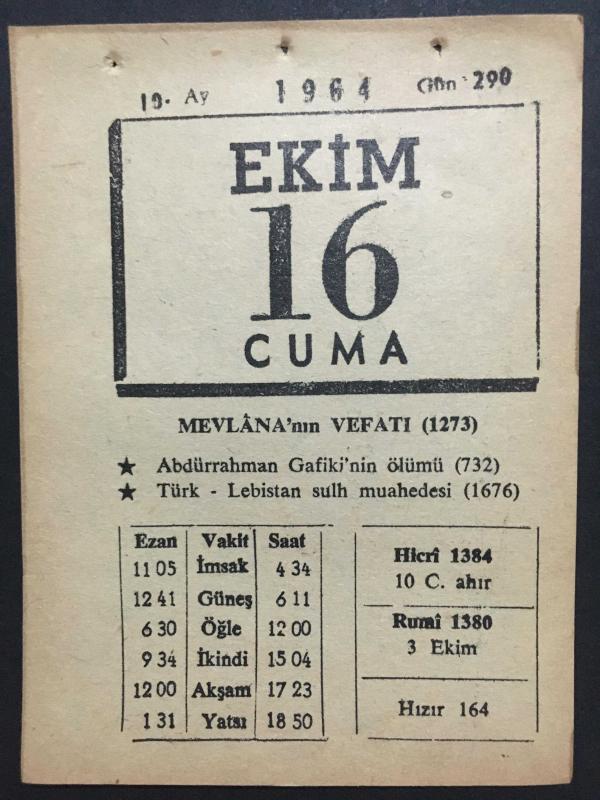 10. Ay 1964 Gün 290
EKİM
16
CUMA
MEVLÂNA'nın VEFATI (1273)
★ Abdürrahman Gafiki'nin ölümü (732)
★ Türk - Lebistan sulh muahedesi (1676)
Ezan Vakit Saat
11 05 İmsak 4 34
12 41 Güneş 6 11
6 30 Öğle 12 00
9 34 İkindi 15 04
12 00 Akşam 17 23
1 31 Yatsı 18 50
Hicrî 1384
10 C. ahır
Rumî 1380
3 Ekim
Hızır 164